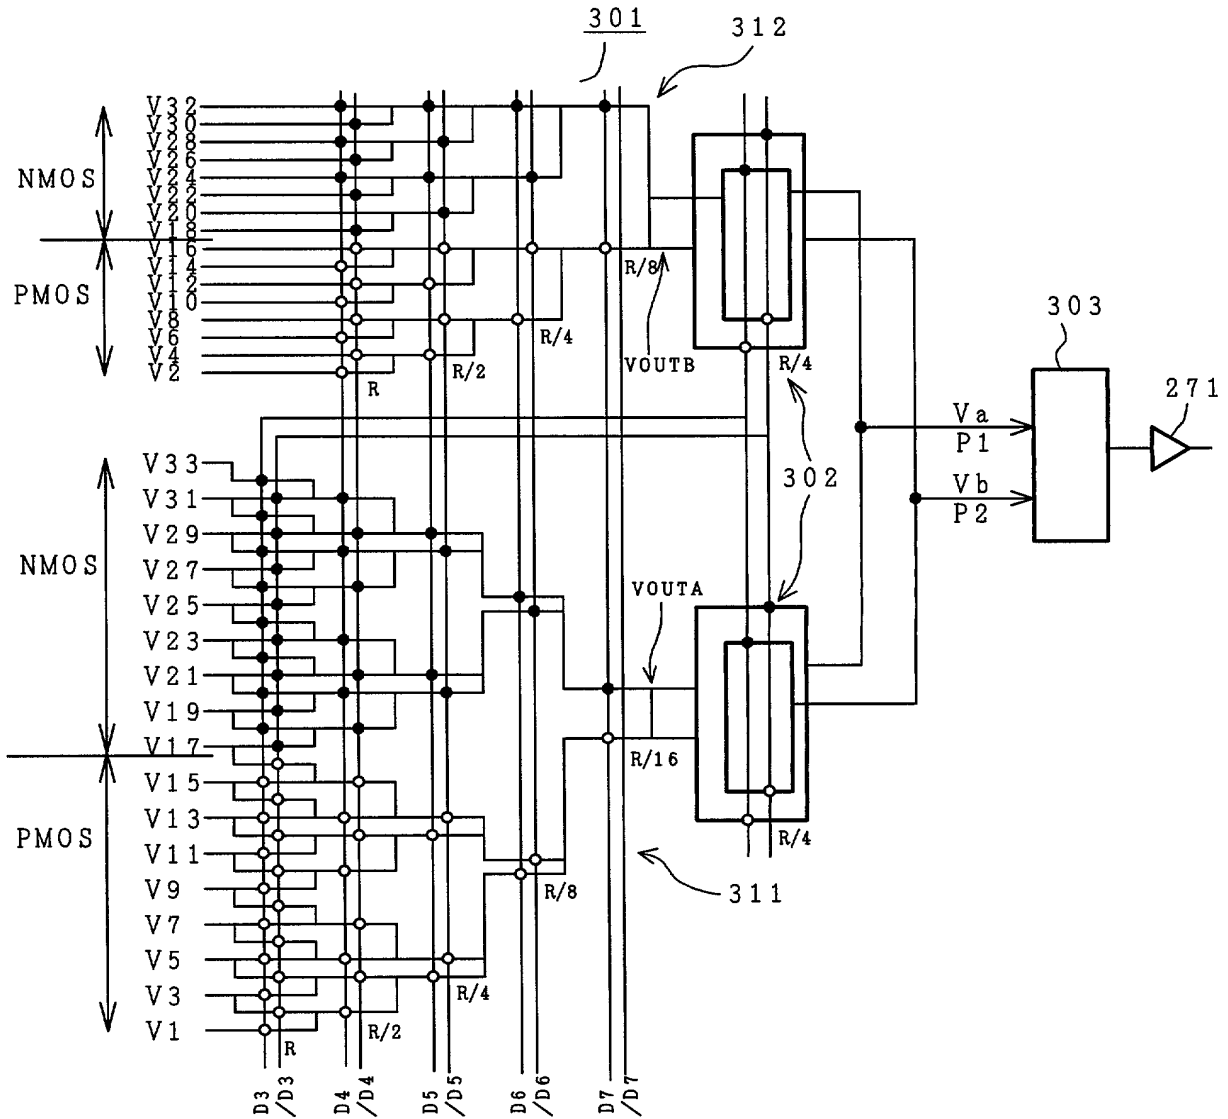 301
312
V32
V30
V28
V26
V24
V22
V20
V18
V16
V14
V12
V10
V8
V6
V4
V2
NMOS
PMOS
R
R/2
R/4
R/8
VOUTB
R/4
302
303
271
Va
P1
Vb
P2
V33
V31
V29
V27
V25
V23
V21
V19
V17
V15
V13
V11
V9
V7
V5
V3
V1
NMOS
PMOS
VOUTA
R/16
R/4
R/8
311
R/4
R/2
R
D3
/D3
D4
/D4
D5
/D5
D6
/D6
D7
/D7